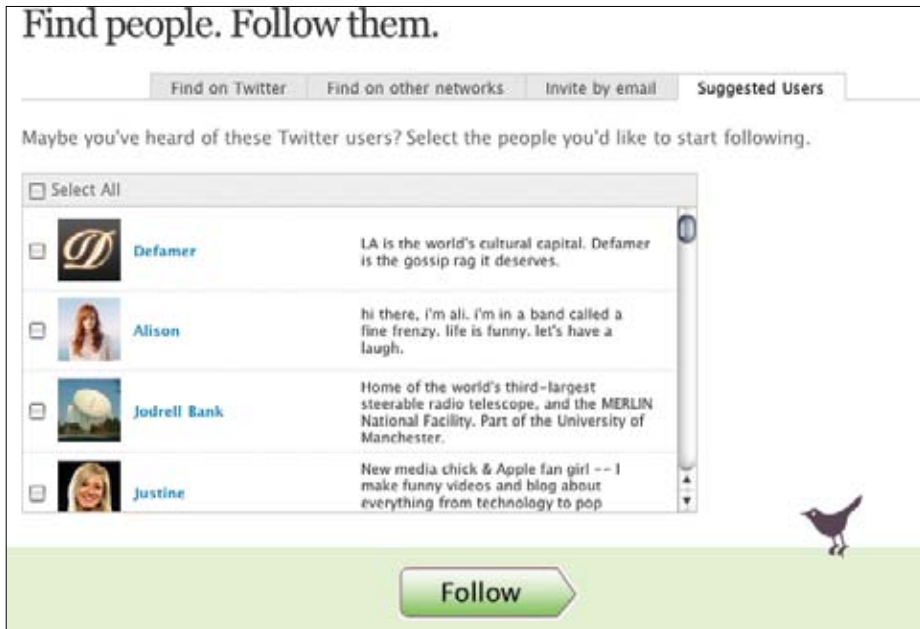 Find people. Follow them.
Find on Twitter Find on other networks Invite by email Suggested Users
Maybe you've heard of these Twitter users? Select the people you'd like to start following.
Select All
Defamer
LA is the world's cultural capital. Defamer
is the gossip rag it deserves.
Alison
hi there, i'm ali. i'm in a band called a
fine frenzy. life is funny. let's have a
laugh.
Jodrell Bank
Home of the world's third-largest
steerable radio telescope, and the MERLIN
National Facility. Part of the University of
Manchester.
Justine
New media chick & Apple fan girl -- I
make funny videos and blog about
everything from technology to pop
Follow